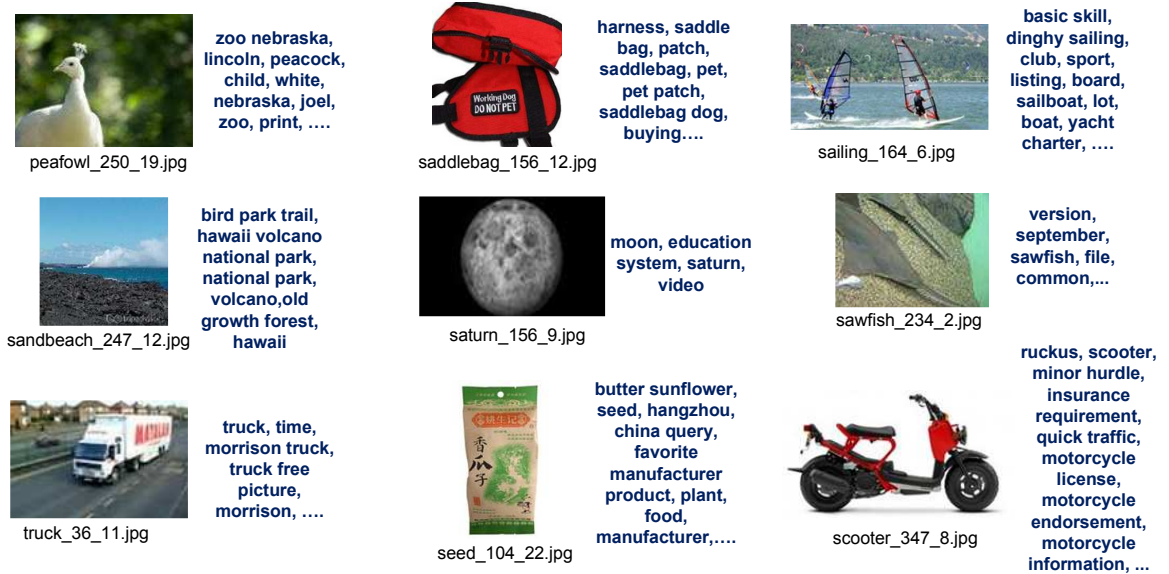 zoo nebraska,
lincoln, peacock,
child, white,
nebraska, joel,
zoo, print, ….
peafowl_250_19.jpg
Working Dog
DO NOT PET
harness, saddle
bag, patch,
saddlebag, pet,
pet patch,
saddlebag dog,
buying….
saddlebag_156_12.jpg
basic skill,
dinghy sailing,
club, sport,
listing, board,
sailboat, lot,
boat, yacht
charter, ….
sailing_164_6.jpg
bird park trail,
hawaii volcano
national park,
national park,
volcano,old
growth forest,
hawaii
sandbeach_247_12.jpg
moon, education
system, saturn,
video
saturn_156_9.jpg
version,
september,
sawfish, file,
common,...
sawfish_234_2.jpg
truck, time,
morrison truck,
truck free
picture,
morrison, ….
truck_36_11.jpg
香瓜子
butter sunflower,
seed, hangzhou,
china query,
favorite
manufacturer
product, plant,
food,
manufacturer,….
seed_104_22.jpg
ruckus, scooter,
minor hurdle,
insurance
requirement,
quick traffic,
motorcycle
license,
motorcycle
endorsement,
motorcycle
information, ...
scooter_347_8.jpg